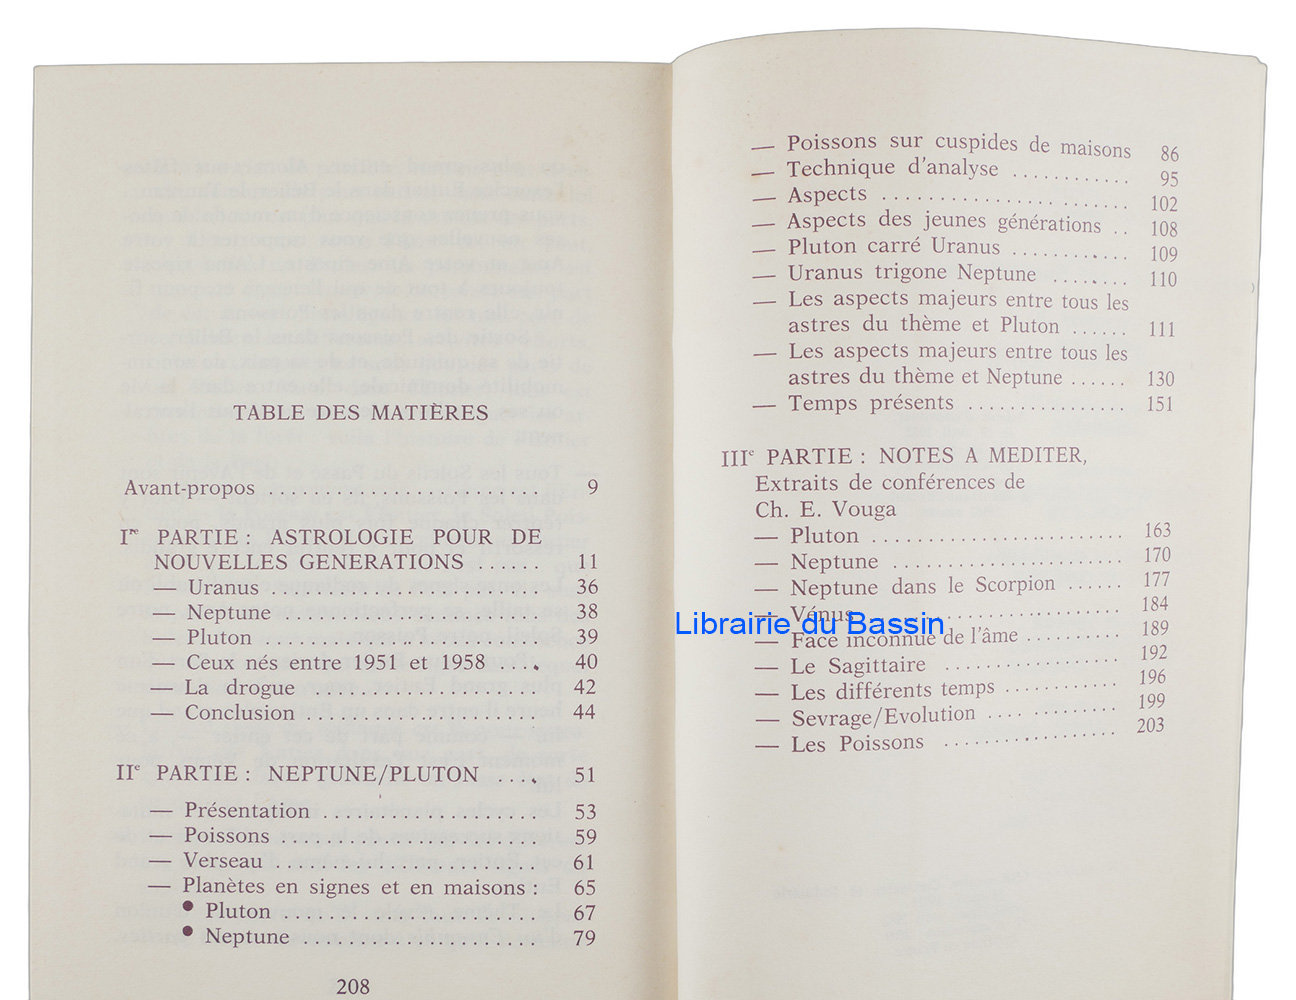 TABLE DES MATIÈRES
Avant-propos . . . . . . . . . . . . . . . . . . . 9
Iʳᵉ PARTIE : ASTROLOGIE POUR DE
NOUVELLES GENERATIONS . . . . . . 11
— Uranus . . . . . . . . . . . . . . . . . . . 36
— Neptune . . . . . . . . . . . . . . . . . . 38
— Pluton . . . . . . . . . . . . . . . . . . . 39
— Ceux nés entre 1951 et 1958 . . . . 40
— La drogue . . . . . . . . . . . . . . . . . 42
— Conclusion . . . . . . . . . . . . . . . . 44
IIᵉ PARTIE : NEPTUNE/PLUTON . . . . 51
— Présentation . . . . . . . . . . . . . . . 53
— Poissons . . . . . . . . . . . . . . . . . . 59
— Verseau . . . . . . . . . . . . . . . . . . 61
— Planètes en signes et en maisons : 65
• Pluton . . . . . . . . . . . . . . . . . . 67
• Neptune . . . . . . . . . . . . . . . . . 79
208
— Poissons sur cuspides de maisons 86
— Technique d'analyse . . . . . . . . . . . . 95
— Aspects . . . . . . . . . . . . . . . . . . . . 102
— Aspects des jeunes générations . . 108
— Pluton carré Uranus . . . . . . . . . . . 109
— Uranus trigone Neptune . . . . . . . . 110
— Les aspects majeurs entre tous les
astres du thème et Pluton . . . . . . 111
— Les aspects majeurs entre tous les
astres du thème et Neptune . . . . . . 130
— Temps présents . . . . . . . . . . . . . . 151
IIIᵉ PARTIE : NOTES A MEDITER,
Extraits de conférences de
Ch. E. Vouga
— Pluton . . . . . . . . . . . . . . . . . . . . 163
— Neptune . . . . . . . . . . . . . . . . . . . 170
— Neptune dans le Scorpion . . . . . 177
— Vénus . . . . . . . . . . . . . . . . . . . . 184
Librairie du Bassin
— Face inconnue de l'âme . . . . . . . . . 189
— Le Sagittaire . . . . . . . . . . . . . . . . 192
— Les différents temps . . . . . . . . . . . 196
— Sevrage/Evolution . . . . . . . . . . . . 199
— Les Poissons . . . . . . . . . . . . . . . . 203